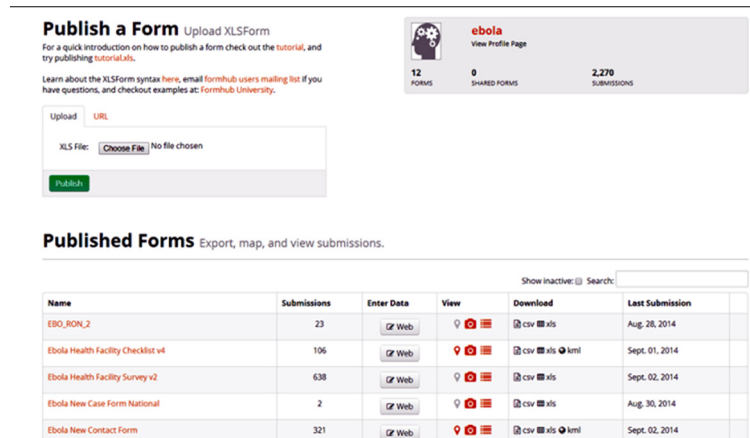 Publish a Form Upload XLSForm
For a quick introduction on how to publish a form check out the tutorial, and
try publishing tutorial.xls.
Learn about the XLSForm syntax here, email formhub users mailing list if you
have questions, and checkout examples at: Formhub University.
Upload URL
XLS File: Choose File No file chosen
Publish
ebola
View Profile Page
12 0 2,270
FORMS SHARED FORMS SUBMISSIONS
Published Forms Export, map, and view submissions.
Show inactive: Search:
Name Submissions Enter Data View Download Last Submission
EBO_RON_2 23 Web csv xls Aug. 28, 2014
Ebola Health Facility Checklist v4 106 Web csv xls kml Sept. 01, 2014
Ebola Health Facility Survey v2 638 Web csv xls Sept. 02, 2014
Ebola New Case Form National 2 Web csv xls Aug. 30, 2014
Ebola New Contact Form 321 Web csv xls kml Sept. 02, 2014